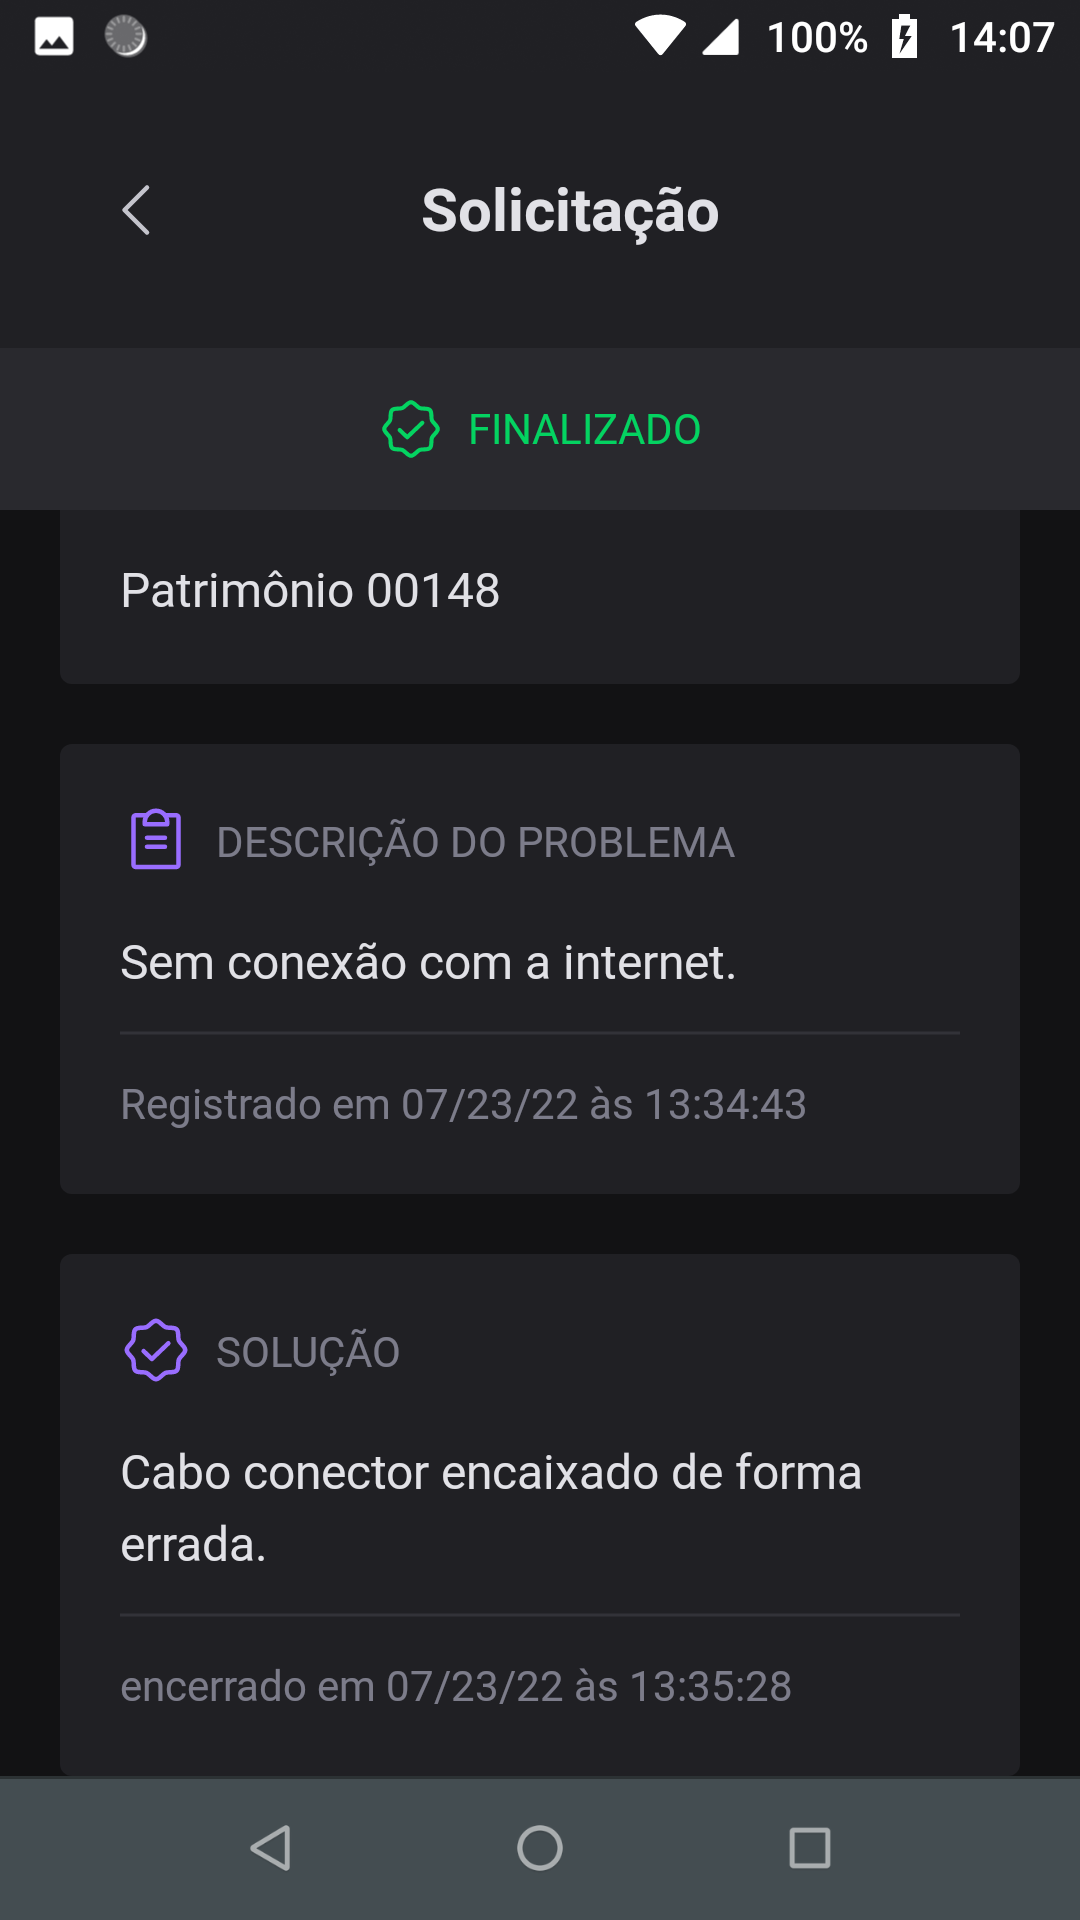 100% 14:07
Solicitação
FINALIZADO
Patrimônio 00148
DESCRIÇÃO DO PROBLEMA
Sem conexão com a internet.
Registrado em 07/23/22 às 13:34:43
SOLUÇÃO
Cabo conector encaixado de forma
errada.
encerrado em 07/23/22 às 13:35:28